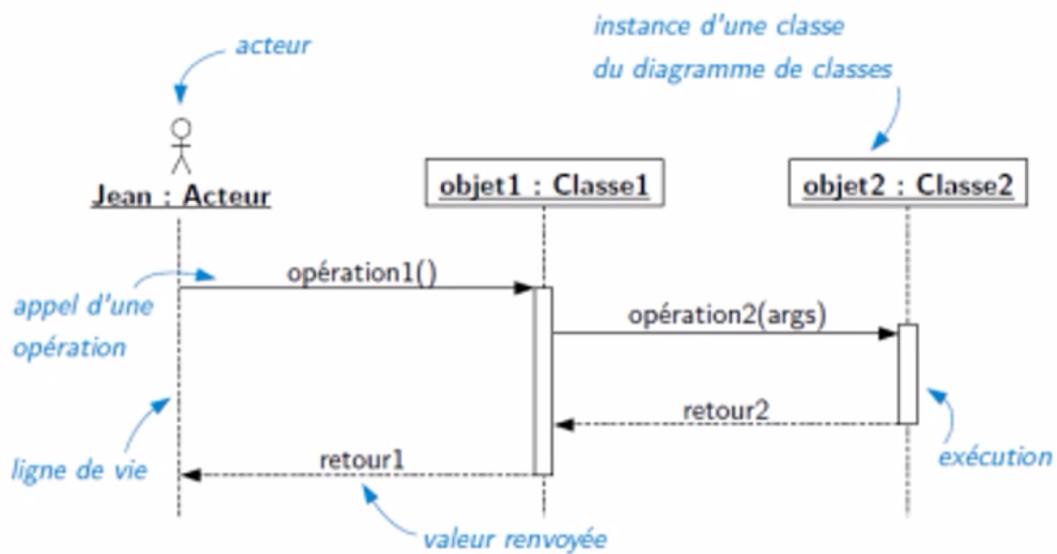 acteur
instance d'une classe
du diagramme de classes
Jean : Acteur
objet1 : Classe1
objet2 : Classe2
opération1()
appel d'une
opération
opération2(args)
retour2
retour1
ligne de vie
exécution
valeur renvoyée